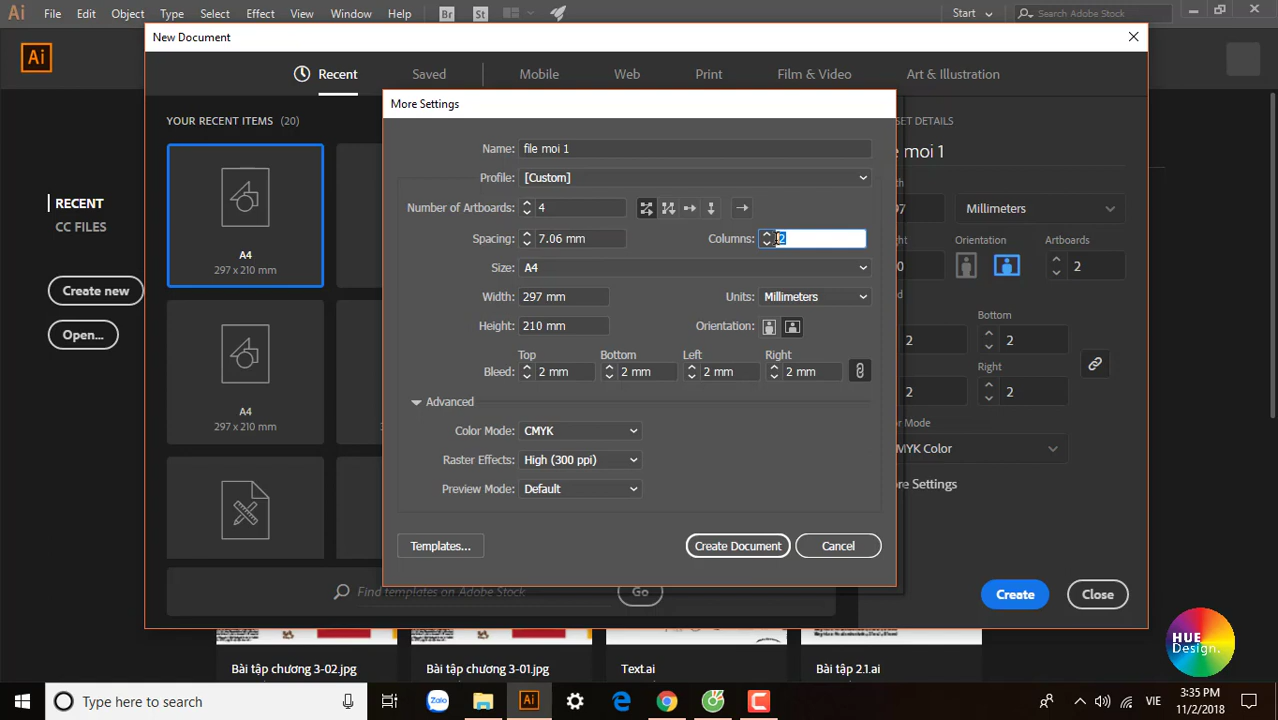 Ai File Edit Object Type Select Effect View Window Help Br St Start Search Adobe Stock
New Document
Ai
Recent Saved Mobile Web Print Film & Video Art & Illustration
More Settings
YOUR RECENT ITEMS (20)
SET DETAILS
Name: file moi 1
e moi 1
Profile: [Custom]
RECENT
CC FILES
Number of Artboards: 4
Millimeters
Spacing: 7.06 mm Columns: 2
Orientation Artboards
A4
297 x 210 mm
Size: A4
2
Create new
Width: 297 mm Units: Millimeters
Open...
Height: 210 mm Orientation:
Bottom
Top Bottom Left Right
2 2
Bleed: 2 mm 2 mm 2 mm 2 mm
Right
2 2
Advanced
A4
297 x 210 mm
Color Mode: CMYK
MYK Color
Raster Effects: High (300 ppi)
ore Settings
Preview Mode: Default
Templates... Create Document Cancel
Find templates on Adobe Stock Go
Create Close
HUE
Design.
Bài tập chương 3-02.jpg Bài tập chương 3-01.jpg Text.ai Bài tập 2.1.ai
Type here to search
Zalo Ai
VIE
3:35 PM
11/2/2018